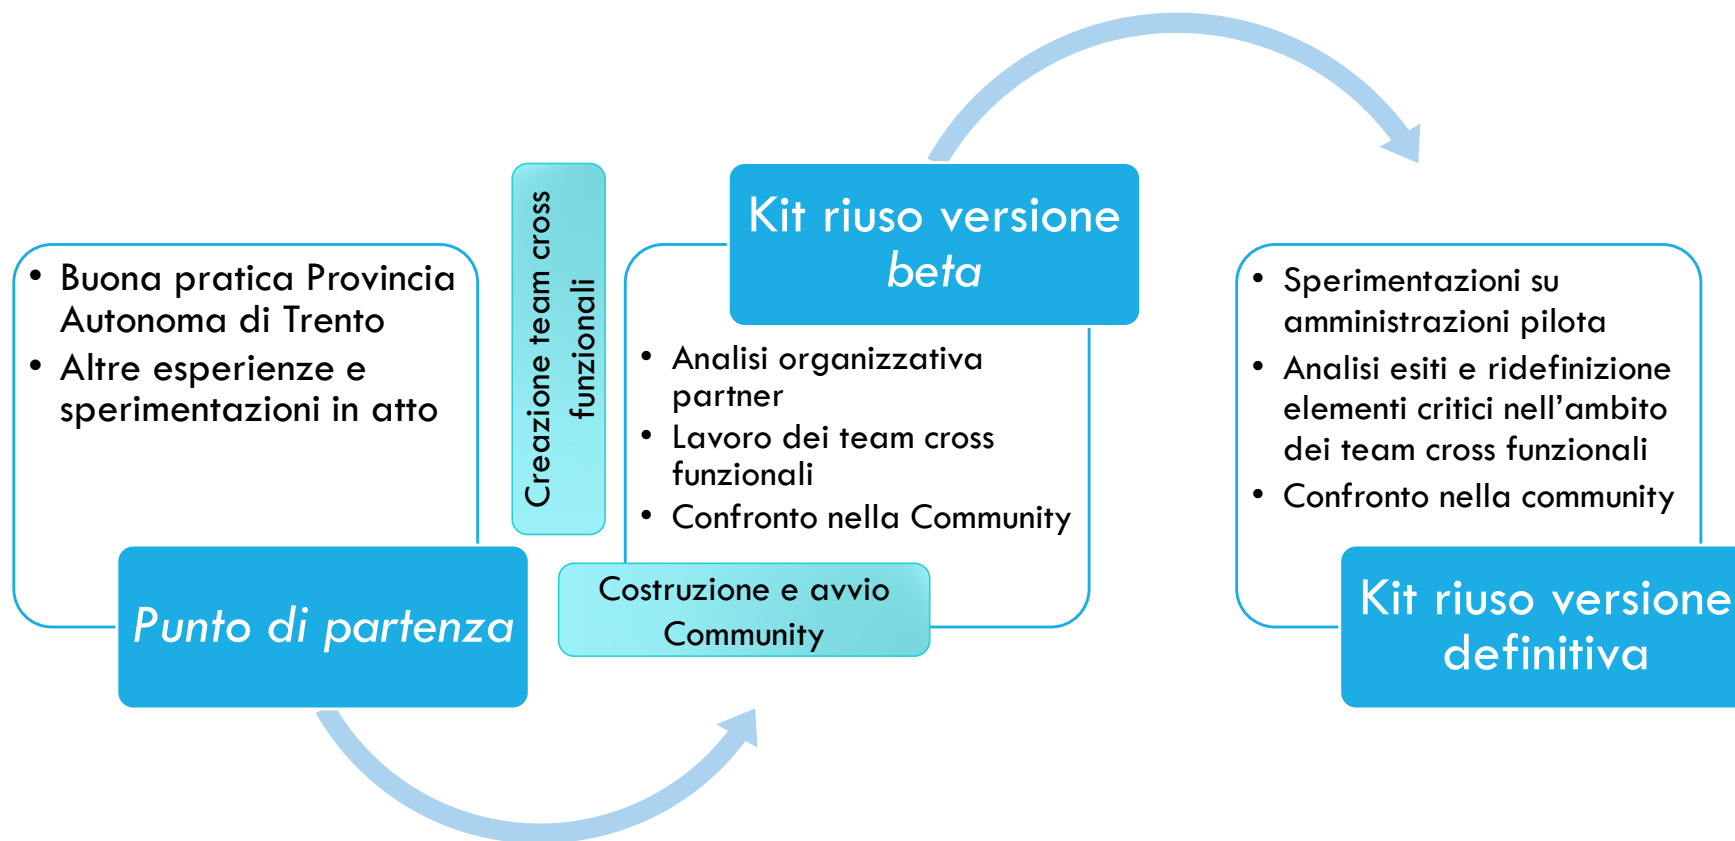 • Buona pratica Provincia
Autonoma di Trento
• Altre esperienze e
sperimentazioni in atto
Punto di partenza
Creazione team cross
funzionali
Kit riuso versione
beta
• Analisi organizzativa
partner
• Lavoro dei team cross
funzionali
• Confronto nella Community
Costruzione e avvio
Community
• Sperimentazioni su
amministrazioni pilota
• Analisi esiti e ridefinizione
elementi critici nell’ambito
dei team cross funzionali
• Confronto nella community
Kit riuso versione
definitiva